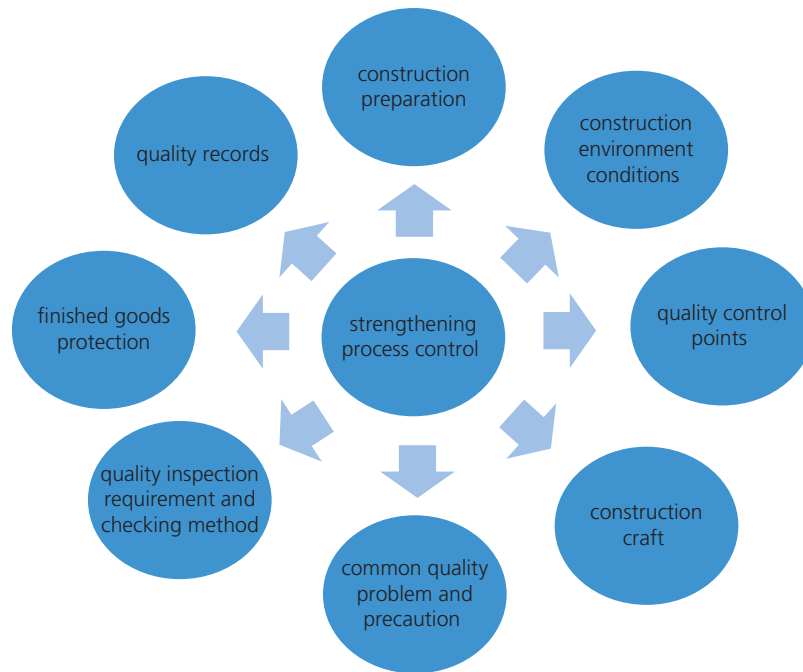 construction
preparation
construction
environment
conditions
quality control
points
construction
craft
common quality
problem and
precaution
quality inspection
requirement and
checking method
finished goods
protection
quality records
strengthening
process control